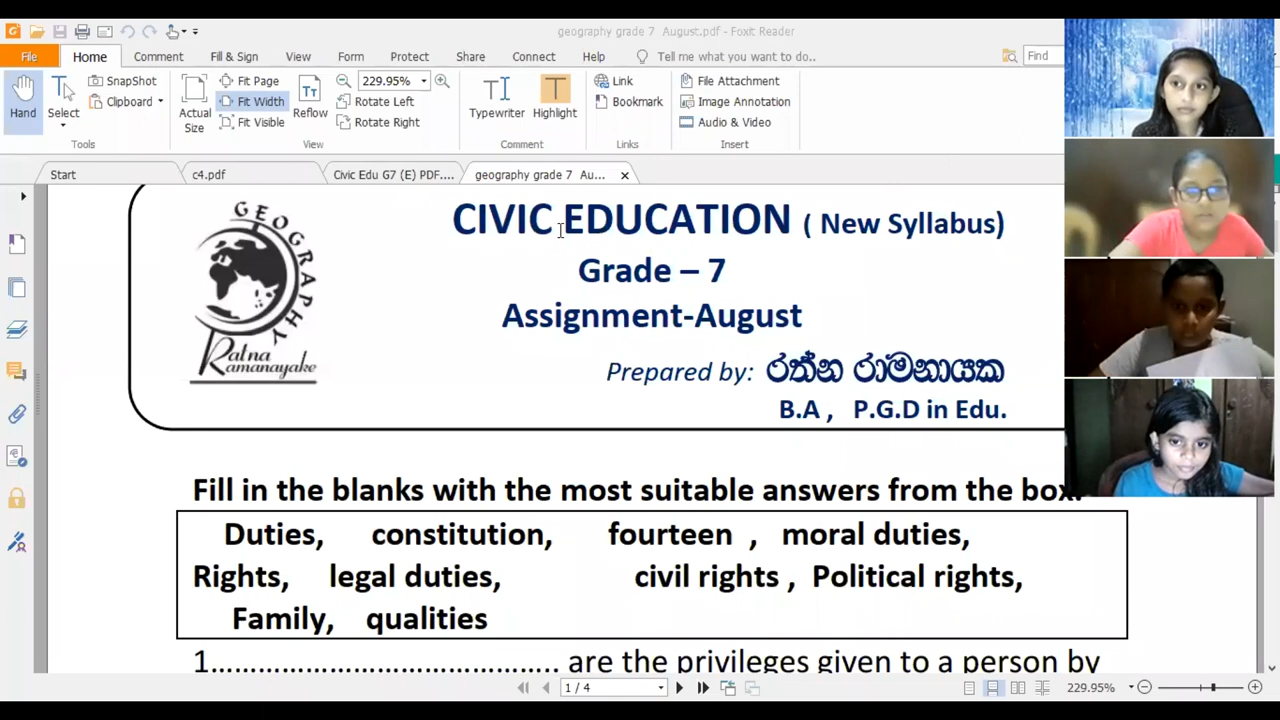 geography grade 7 August.pdf - Foxit Reader
File Home Comment Fill & Sign View Form Protect Share Connect Help Tell me what you want to do.. Find
Hand
Select
SnapShot
Clipboard
Tools
Actual Size
Fit Page
Fit Width
Fit Visible
Reflow
229.95%
Rotate Left
Rotate Right
View
Typewriter
Highlight
Comment
Link
Bookmark
Links
File Attachment
Image Annotation
Audio & Video
Insert
Start c4.pdf Civic Edu G7 (E) PDF.... geography grade 7 Au...
GEOGRAPHY
Ratna
Ramanayake
CIVIC EDUCATION ( New Syllabus)
Grade – 7
Assignment-August
Prepared by: රත්න රාමනායක
B.A , P.G.D in Edu.
Fill in the blanks with the most suitable answers from the box.
Duties, constitution, fourteen , moral duties,
Rights, legal duties, civil rights , Political rights,
Family, qualities
1………………………………….. are the privileges given to a person by
1 / 4
229.95%